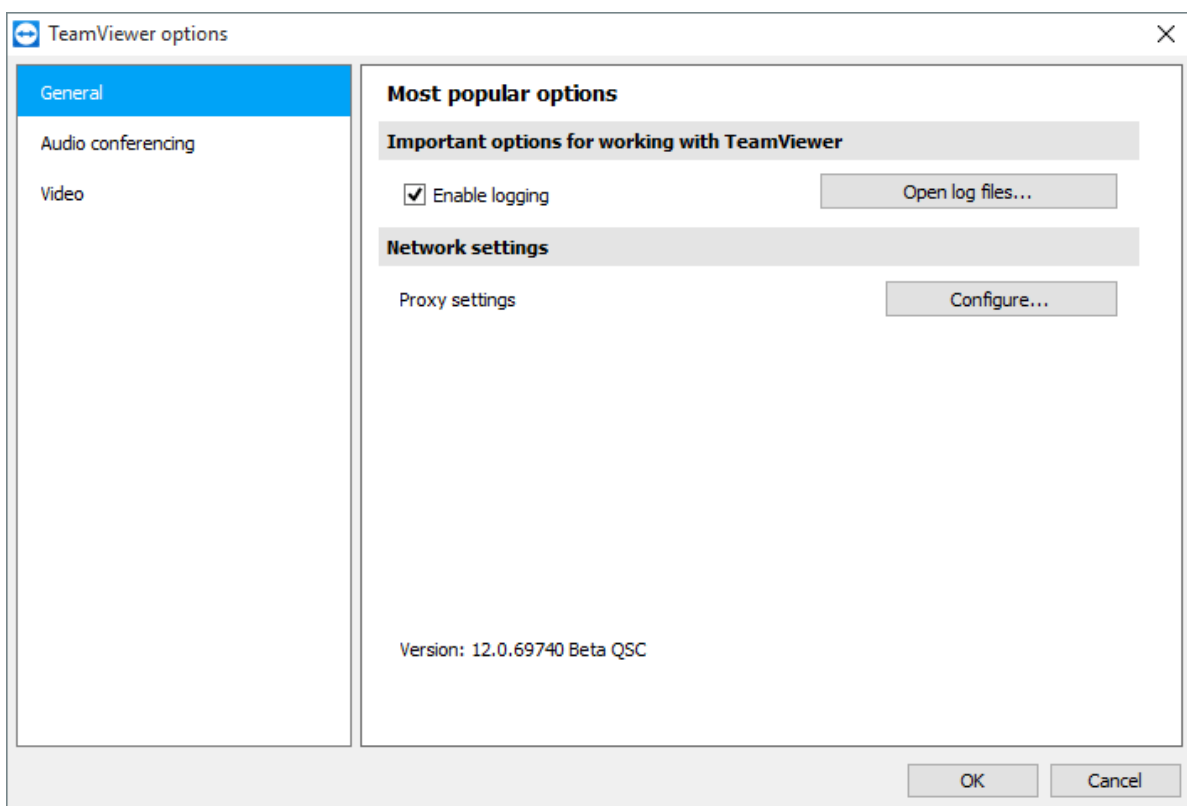 TeamViewer options
General
Audio conferencing
Video
Most popular options
Important options for working with TeamViewer
Enable logging
Open log files...
Network settings
Proxy settings
Configure...
Version: 12.0.69740 Beta QSC
OK
Cancel